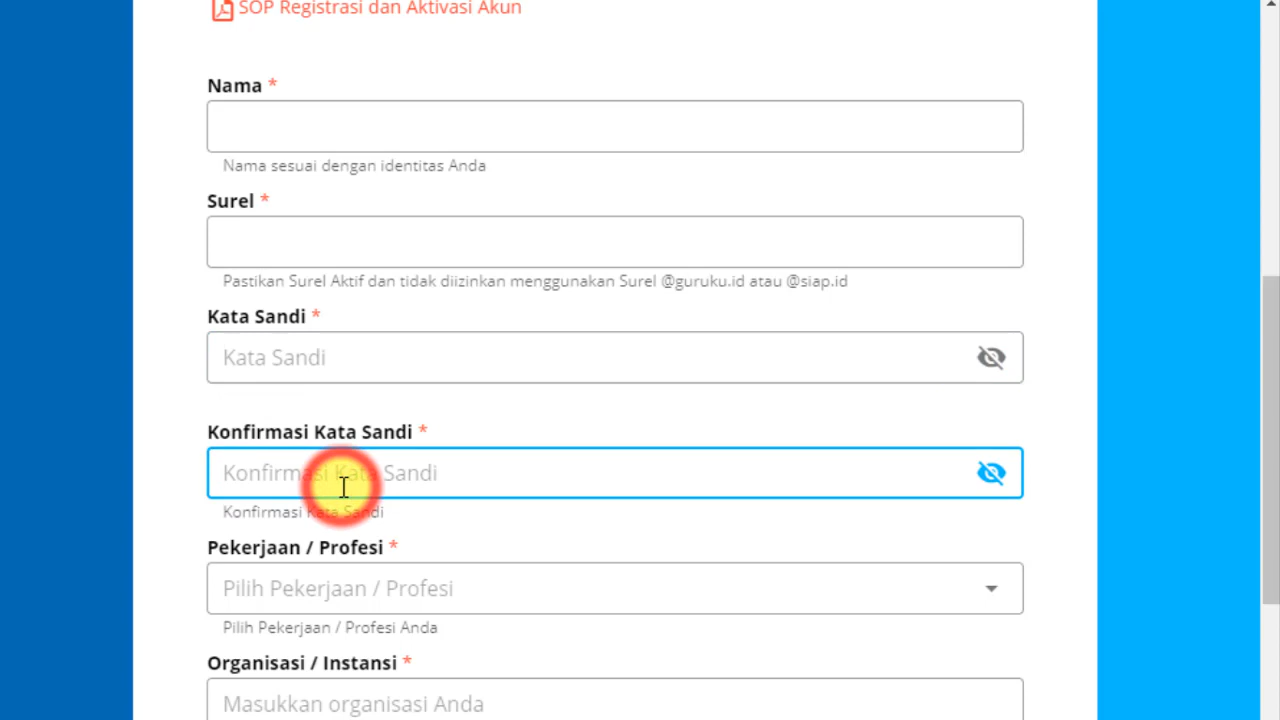 SOP Registrasi dan Aktivasi Akun
Nama *
Nama sesuai dengan identitas Anda
Surel *
Pastikan Surel Aktif dan tidak diizinkan menggunakan Surel @guruku.id atau @siap.id
Kata Sandi *
Kata Sandi
Konfirmasi Kata Sandi *
Konfirmasi Kata Sandi
Konfirmasi Kata Sandi
Pekerjaan / Profesi *
Pilih Pekerjaan / Profesi
Pilih Pekerjaan / Profesi Anda
Organisasi / Instansi *
Masukkan organisasi Anda